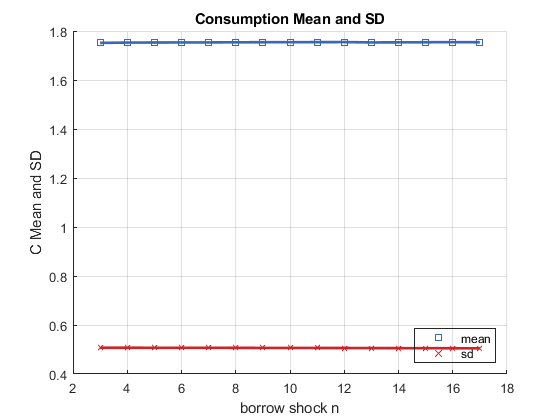 Consumption Mean and SD
C Mean and SD
1.8
1.6
1.4
1.2
1
0.8
0.6
0.4
2 4 6 8 10 12 14 16 18
borrow shock n
mean
sd